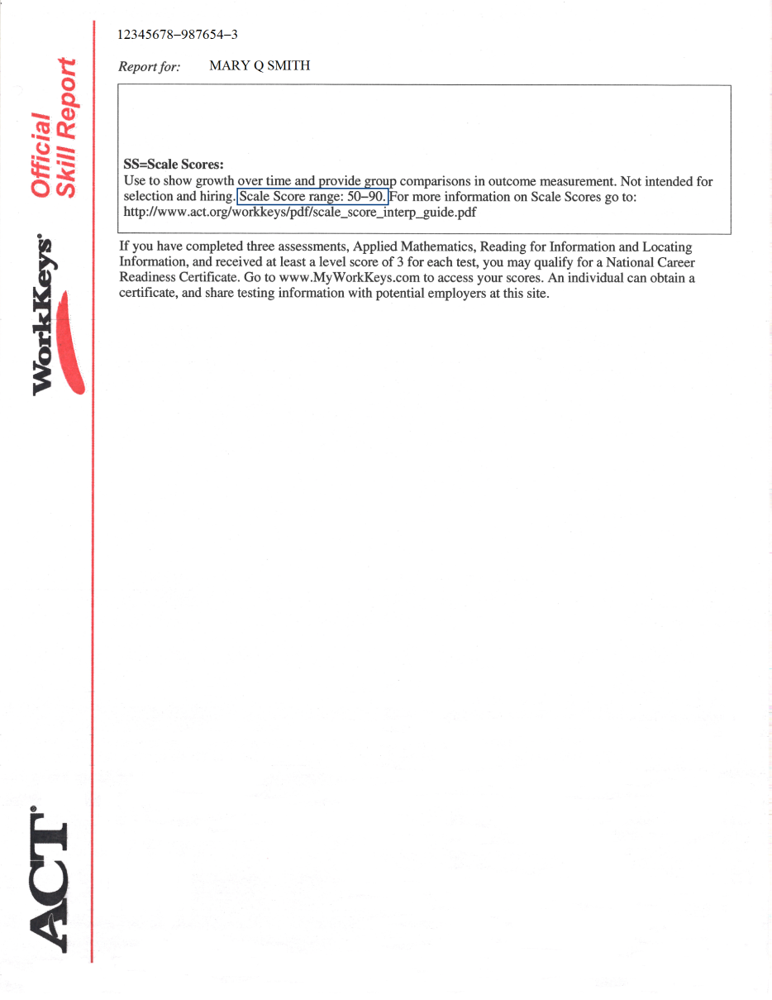 12345678–987654–3
Report for: MARY Q SMITH
SS=Scale Scores:
Use to show growth over time and provide group comparisons in outcome measurement. Not intended for
selection and hiring. Scale Score range: 50–90. For more information on Scale Scores go to:
http://www.act.org/workkeys/pdf/scale_score_interp_guide.pdf
If you have completed three assessments, Applied Mathematics, Reading for Information and Locating
Information, and received at least a level score of 3 for each test, you may qualify for a National Career
Readiness Certificate. Go to www.MyWorkKeys.com to access your scores. An individual can obtain a
certificate, and share testing information with potential employers at this site.
Official
Skill Report
WorkKeys®
ACT®